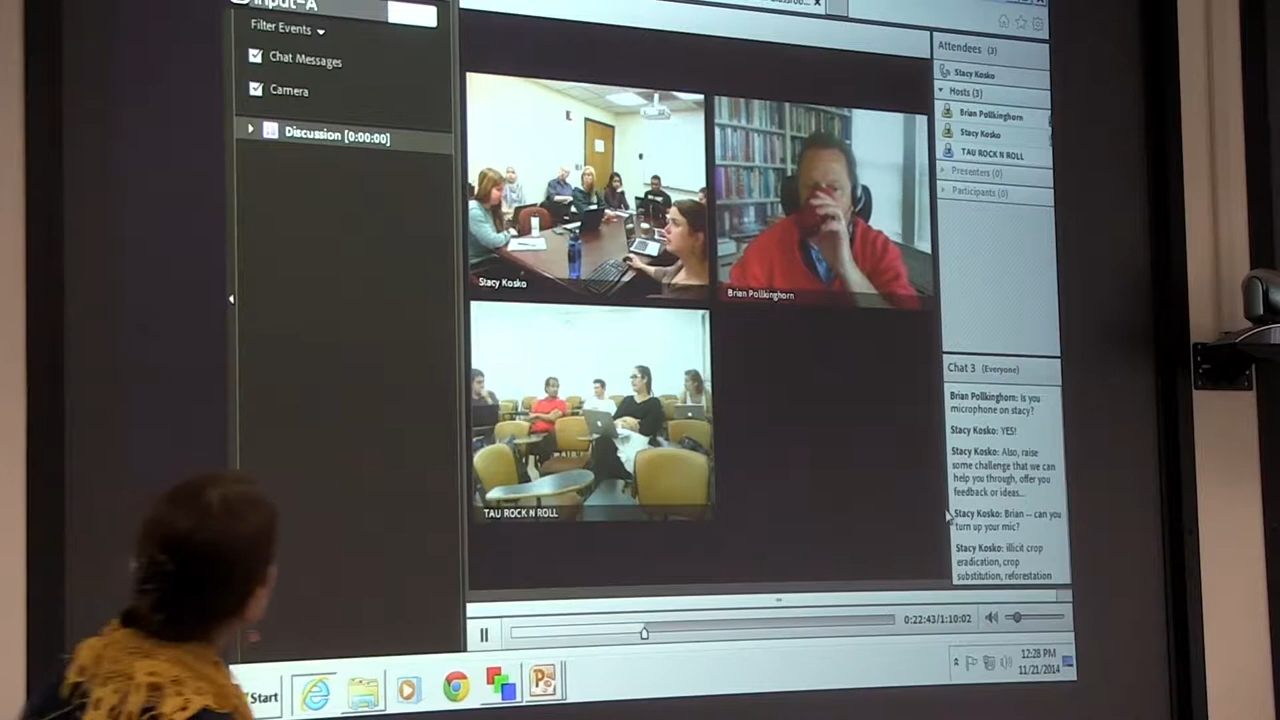 Input-A
Filter Events
Chat Messages
Camera
Discussion [0:00:00]
Stacy Kosko
Brian Pollkinghorn
TAU ROCK N ROLL
Attendees (3)
Stacy Kosko
Hosts (3)
Brian Pollkinghorn
Stacy Kosko
TAU ROCK N ROLL
Presenters (0)
Participants (0)
Chat 3 (Everyone)
Brian Pollkinghorn: Is you
microphone on stacy?
Stacy Kosko: YES!
Stacy Kosko: Also, raise
some challenge that we can
help you through, offer you
feedback or ideas...
Stacy Kosko: Brian -- can you
turn up your mic?
Stacy Kosko: illicit crop
eradication, crop
substitution, reforestation
0:22:43/1:10:02
Start
12:28 PM
11/21/2014